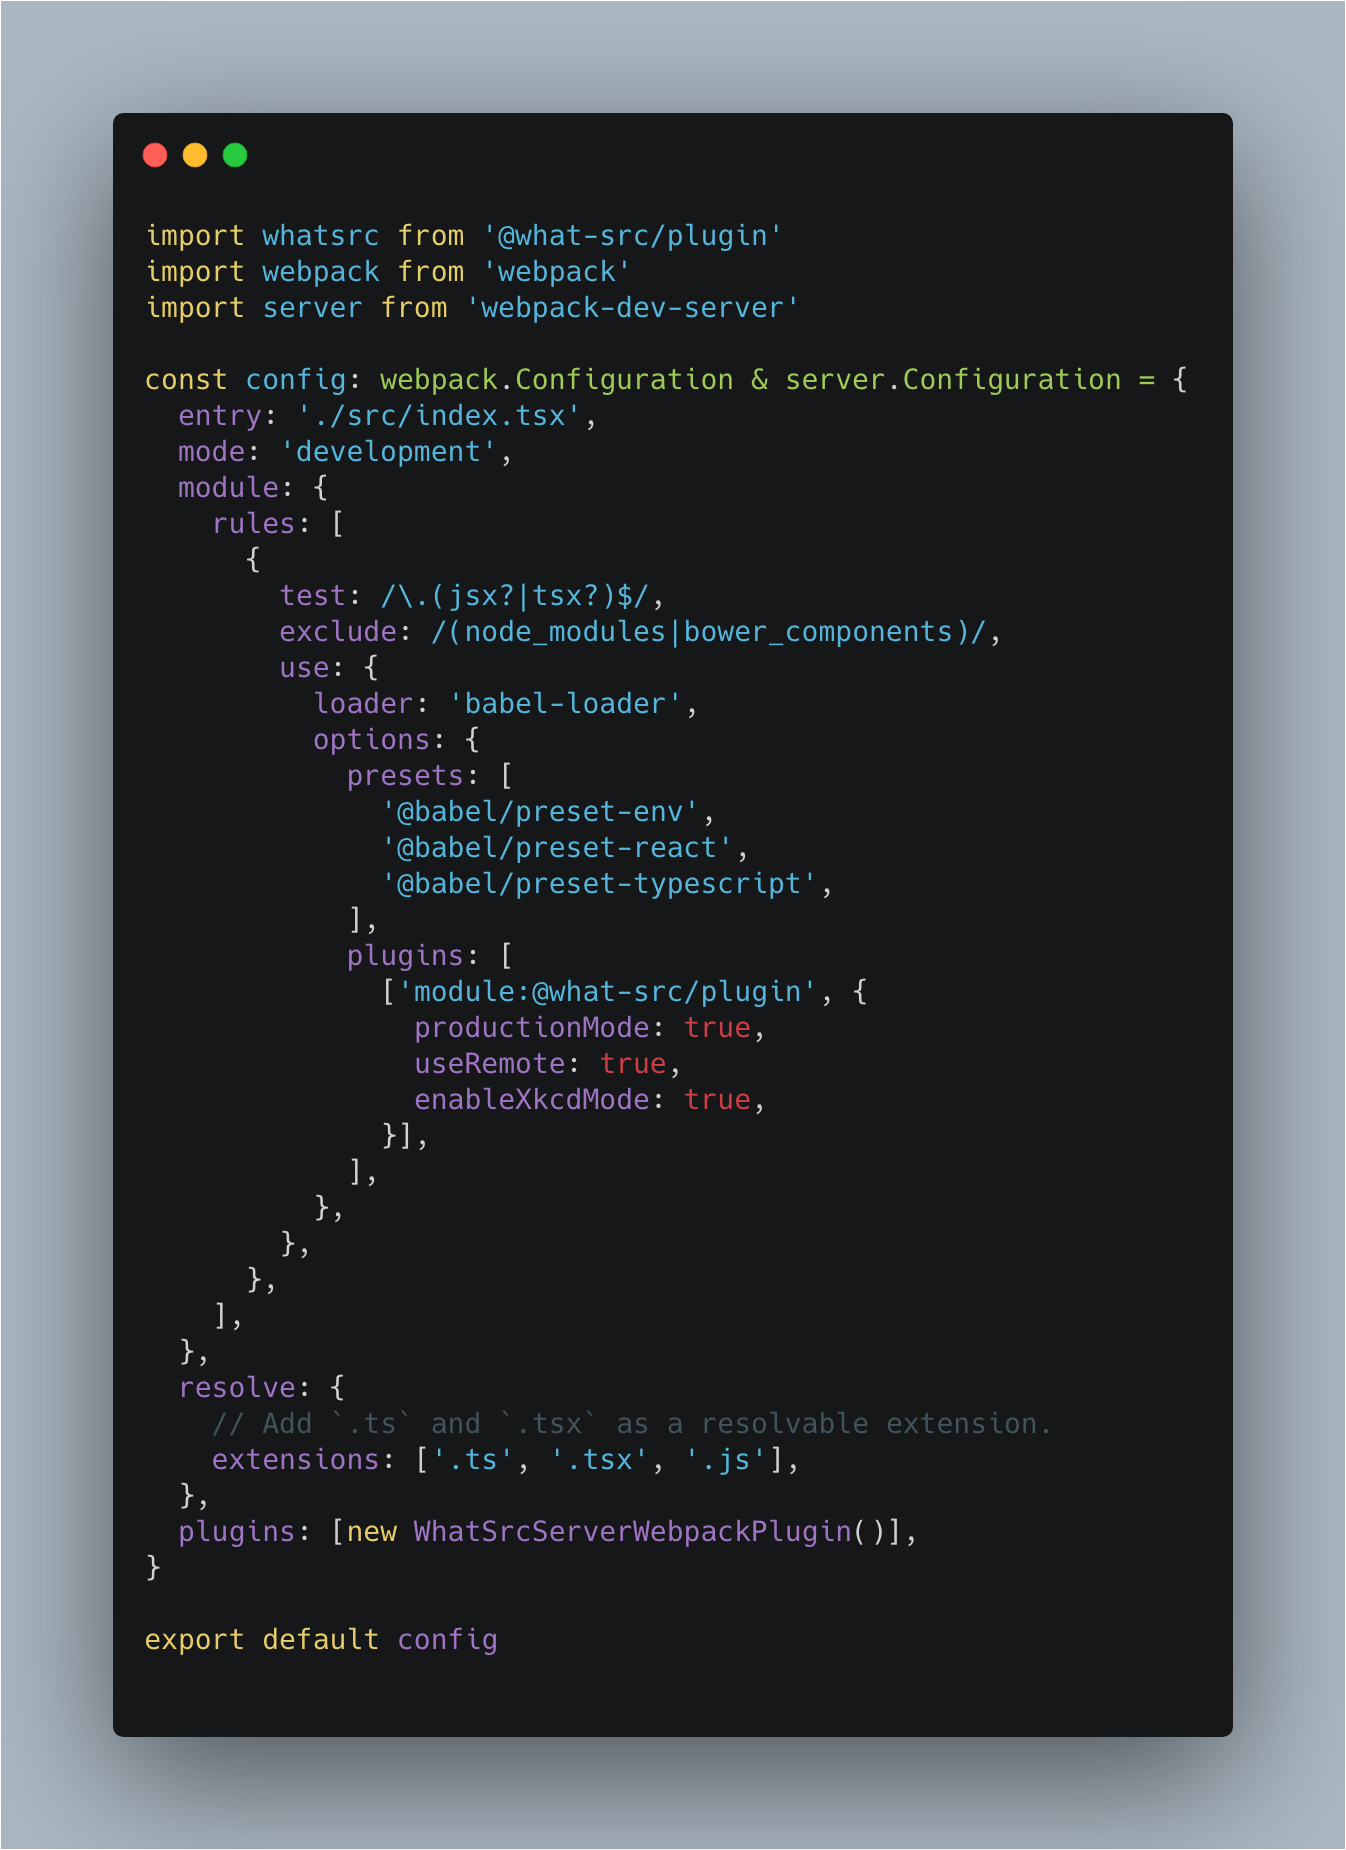 import whatsrc from '@what-src/plugin'
import webpack from 'webpack'
import server from 'webpack-dev-server'

const config: webpack.Configuration & server.Configuration = {
  entry: './src/index.tsx',
  mode: 'development',
  module: {
    rules: [
      {
        test: /\.(jsx?|tsx?)$/,
        exclude: /(node_modules|bower_components)/,
        use: {
          loader: 'babel-loader',
          options: {
            presets: [
              '@babel/preset-env',
              '@babel/preset-react',
              '@babel/preset-typescript',
            ],
            plugins: [
              ['module:@what-src/plugin', {
                productionMode: true,
                useRemote: true,
                enableXkcdMode: true,
              }],
            ],
          },
        },
      },
    ],
  },
  resolve: {
    // Add `.ts` and `.tsx` as a resolvable extension.
    extensions: ['.ts', '.tsx', '.js'],
  },
  plugins: [new WhatSrcServerWebpackPlugin()],
}

export default config